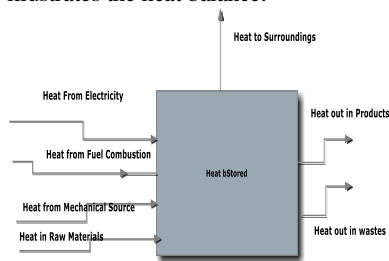 illustrates the heat balance.
Heat to Surroundings
Heat From Electricity
Heat out in Products
Heat from Fuel Combustion
Heat bStored
Heat from Mechanical Source
Heat out in wastes
Heat in Raw Materials